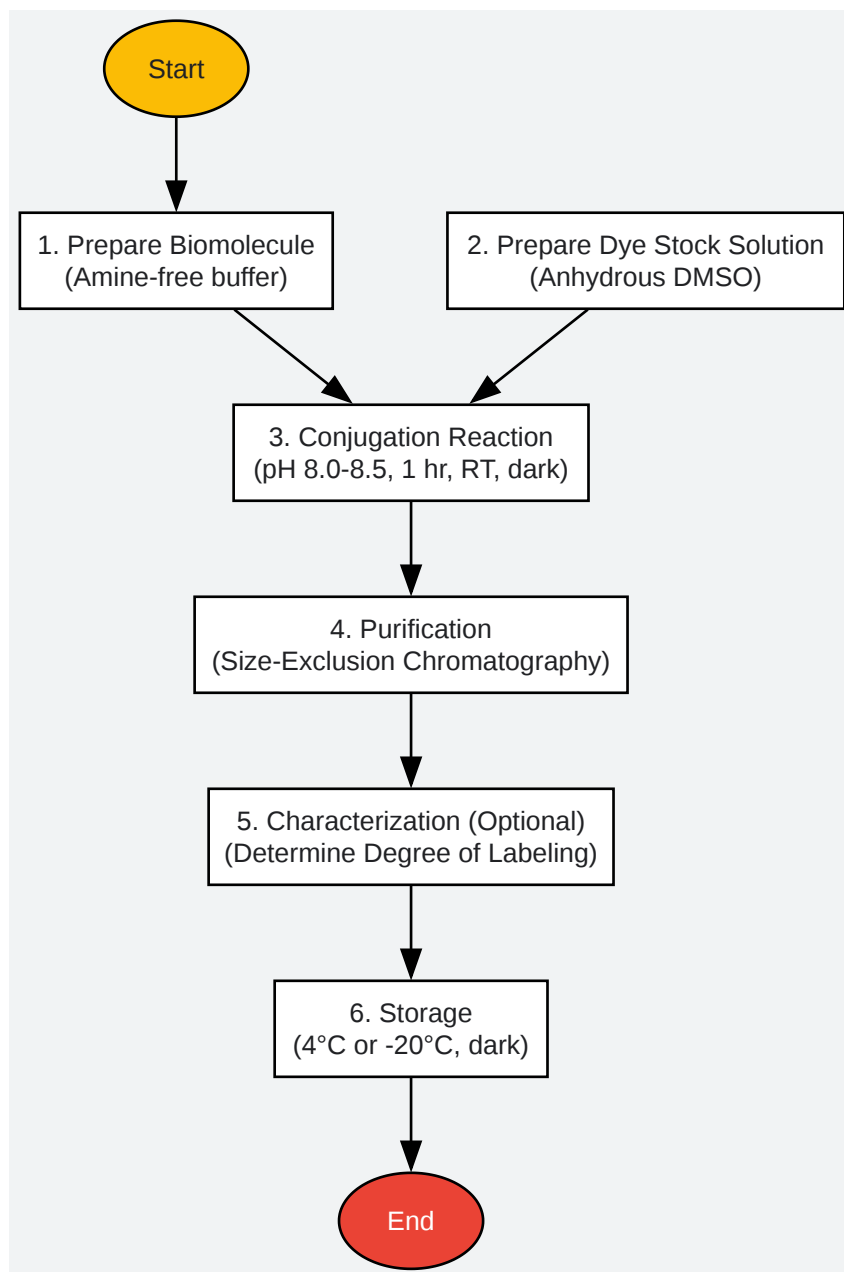 Start
1. Prepare Biomolecule
(Amine-free buffer)
2. Prepare Dye Stock Solution
(Anhydrous DMSO)
3. Conjugation Reaction
(pH 8.0-8.5, 1 hr, RT, dark)
4. Purification
(Size-Exclusion Chromatography)
5. Characterization (Optional)
(Determine Degree of Labeling)
6. Storage
(4°C or -20°C, dark)
End